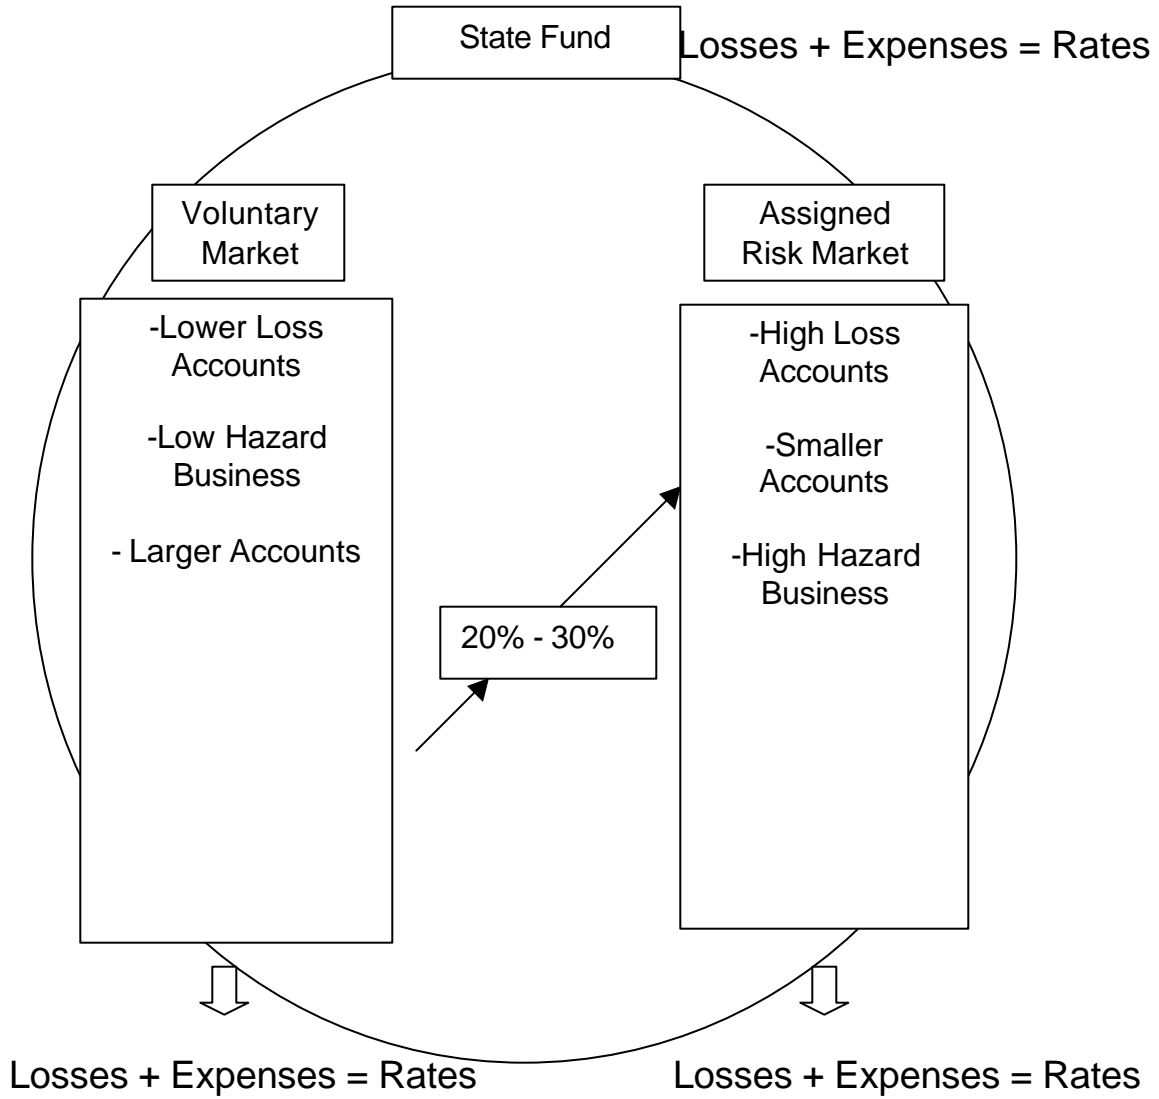 State Fund
Losses + Expenses = Rates
Voluntary
Market
Assigned
Risk Market
-Lower Loss
Accounts
-Low Hazard
Business
- Larger Accounts
-High Loss
Accounts
-Smaller
Accounts
-High Hazard
Business
20% - 30%
Losses + Expenses = Rates
Losses + Expenses = Rates